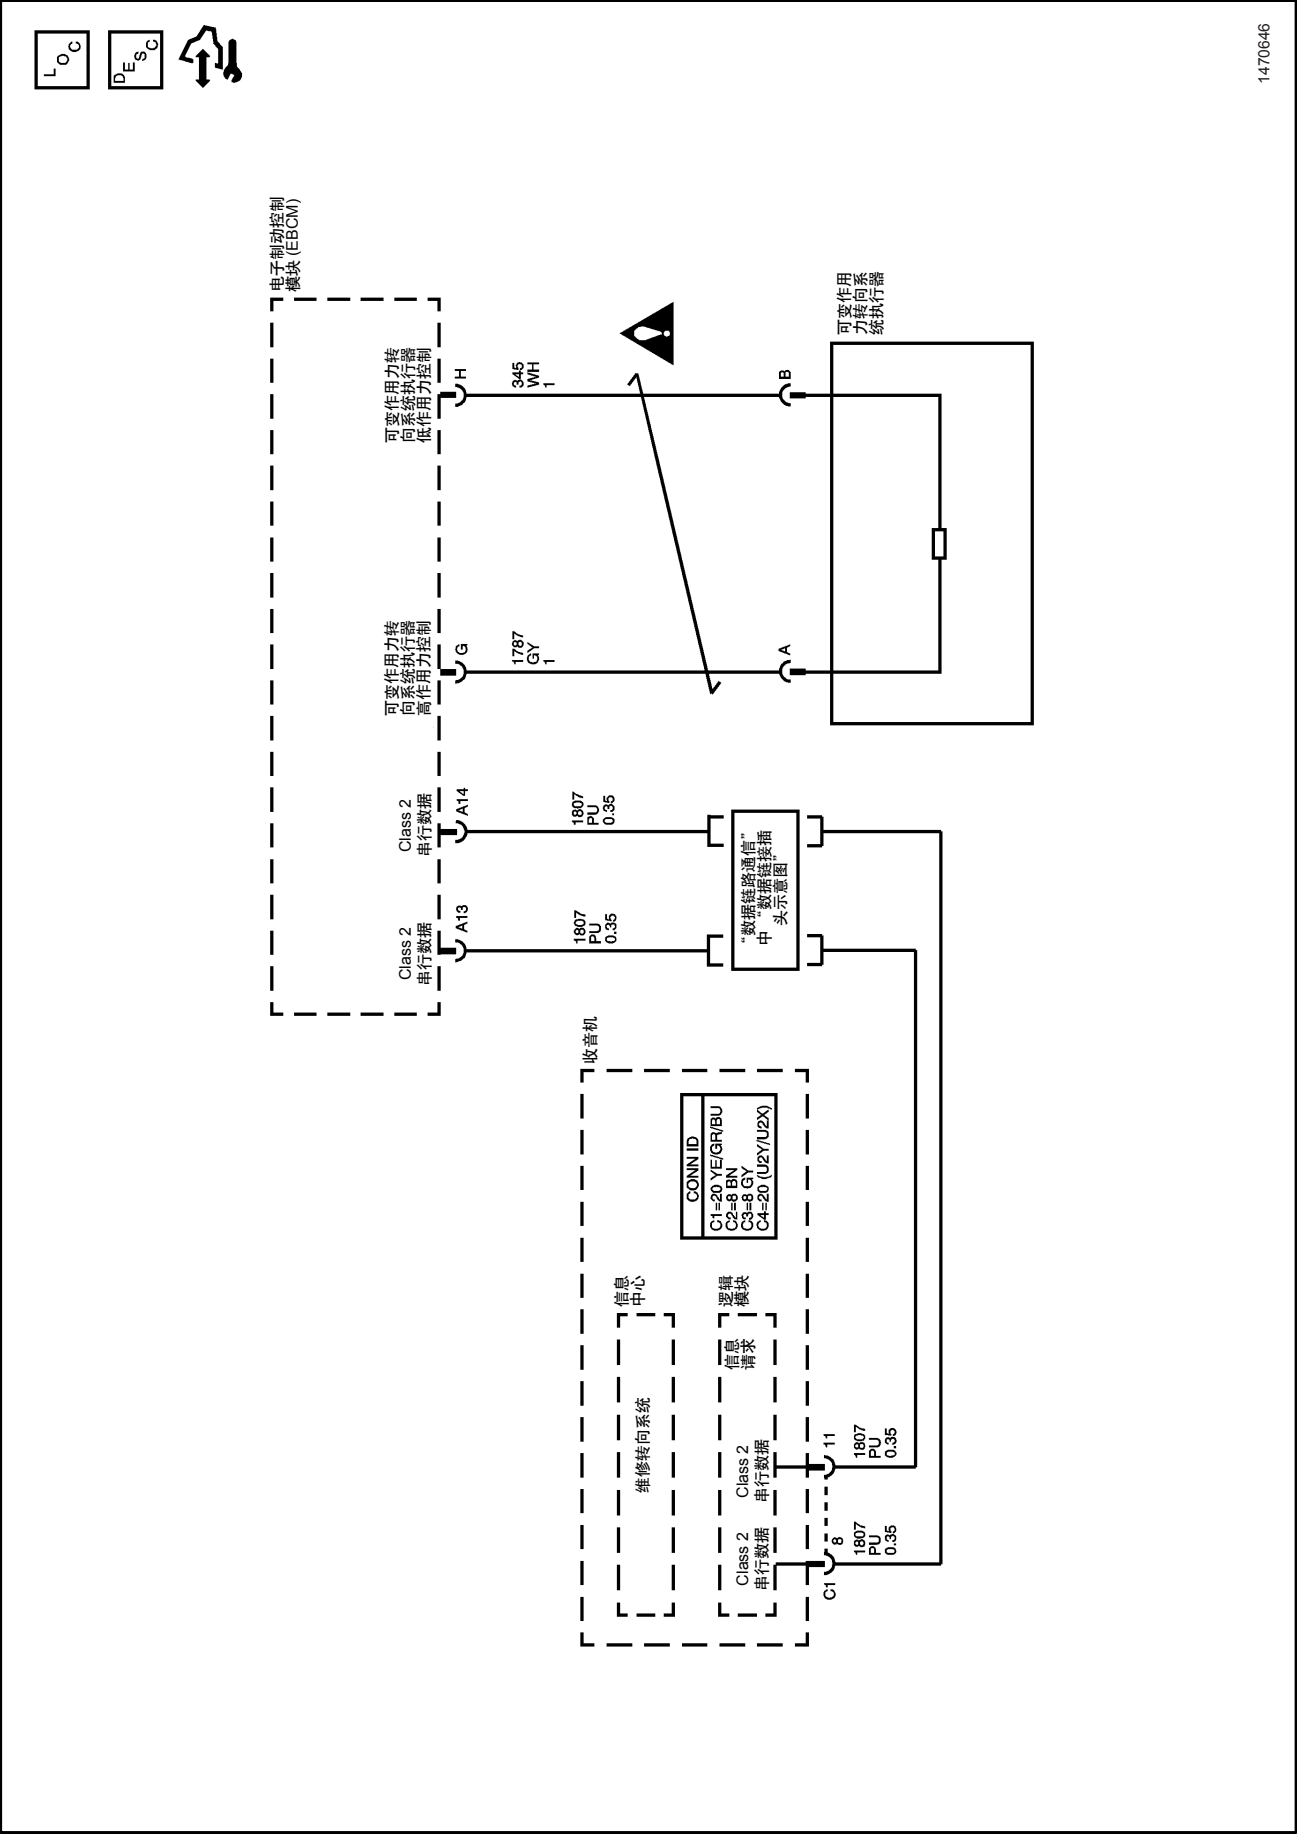 LOC
DESC
1470646
电子制动控制
模块 (EBCM)
Class 2
串行数据
A13
Class 2
串行数据
A14
可变作用力转
向系统执行器
高作用力控制
G
可变作用力转
向系统执行器
低作用力控制
H
1807
PU
0.35
1807
PU
0.35
1787
GY
1
345
WH
1
收音机
信息
中心
维修转向系统
CONN ID
C1=20 YE/GR/BU
C2=8 BN
C3=8 GY
C4=20 (U2Y/U2X)
逻辑
模块
信息
请求
Class 2
串行数据
Class 2
串行数据
C1
8
11
1807
PU
0.35
1807
PU
0.35
“数据链路通信”
中 “数据链接插
头示意图”
A
B
可变作用
力转向系
统执行器